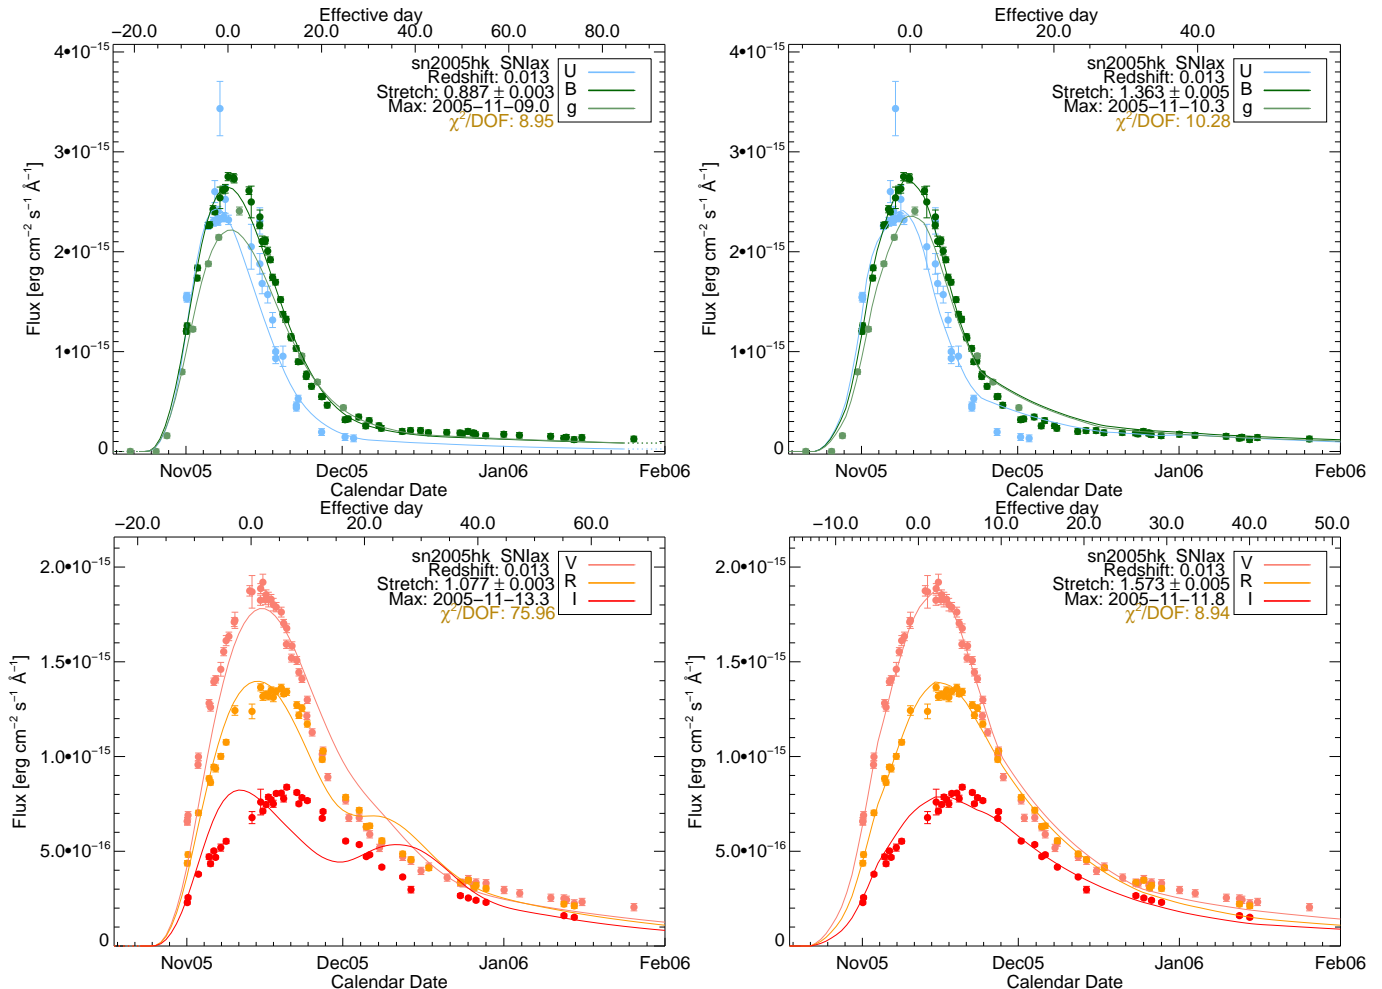 Effective day
−20.0 0.0 20.0 40.0 60.0 80.0
4•10⁻¹⁵
3•10⁻¹⁵
2•10⁻¹⁵
1•10⁻¹⁵
0
Flux [erg cm⁻² s⁻¹ Å⁻¹]
sn2005hk SNIax
Redshift: 0.013
Stretch: 0.887 ± 0.003
Max: 2005−11−09.0
χ²/DOF: 8.95
U
B
g
Nov05 Dec05 Jan06 Feb06
Calendar Date
Effective day
0.0 20.0 40.0
4•10⁻¹⁵
3•10⁻¹⁵
2•10⁻¹⁵
1•10⁻¹⁵
0
Flux [erg cm⁻² s⁻¹ Å⁻¹]
sn2005hk SNIax
Redshift: 0.013
Stretch: 1.363 ± 0.005
Max: 2005−11−10.3
χ²/DOF: 10.28
U
B
g
Nov05 Dec05 Jan06 Feb06
Calendar Date
Effective day
−20.0 0.0 20.0 40.0 60.0
2.0•10⁻¹⁵
1.5•10⁻¹⁵
1.0•10⁻¹⁵
5.0•10⁻¹⁶
0
Flux [erg cm⁻² s⁻¹ Å⁻¹]
sn2005hk SNIax
Redshift: 0.013
Stretch: 1.077 ± 0.003
Max: 2005−11−13.3
χ²/DOF: 75.96
V
R
I
Nov05 Dec05 Jan06 Feb06
Calendar Date
Effective day
−10.0 0.0 10.0 20.0 30.0 40.0 50.0
2.0•10⁻¹⁵
1.5•10⁻¹⁵
1.0•10⁻¹⁵
5.0•10⁻¹⁶
0
Flux [erg cm⁻² s⁻¹ Å⁻¹]
sn2005hk SNIax
Redshift: 0.013
Stretch: 1.573 ± 0.005
Max: 2005−11−11.8
χ²/DOF: 8.94
V
R
I
Nov05 Dec05 Jan06 Feb06
Calendar Date